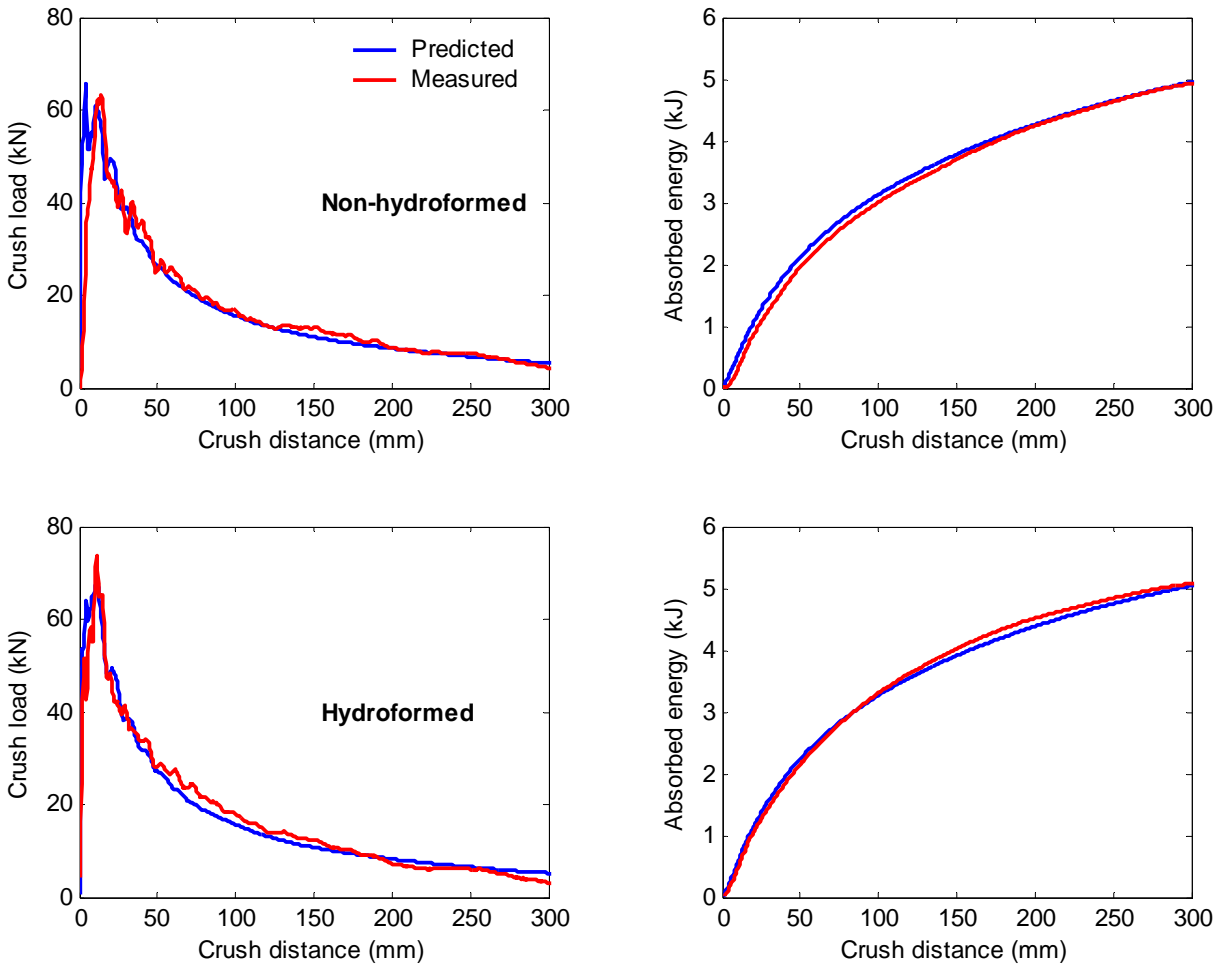 80
60
40
20
0
Crush load (kN)
Predicted
Measured
Non-hydroformed
0 50 100 150 200 250 300
Crush distance (mm)
6
5
4
3
2
1
0
Absorbed energy (kJ)
0 50 100 150 200 250 300
Crush distance (mm)
80
60
40
20
0
Crush load (kN)
Hydroformed
0 50 100 150 200 250 300
Crush distance (mm)
6
5
4
3
2
1
0
Absorbed energy (kJ)
0 50 100 150 200 250 300
Crush distance (mm)